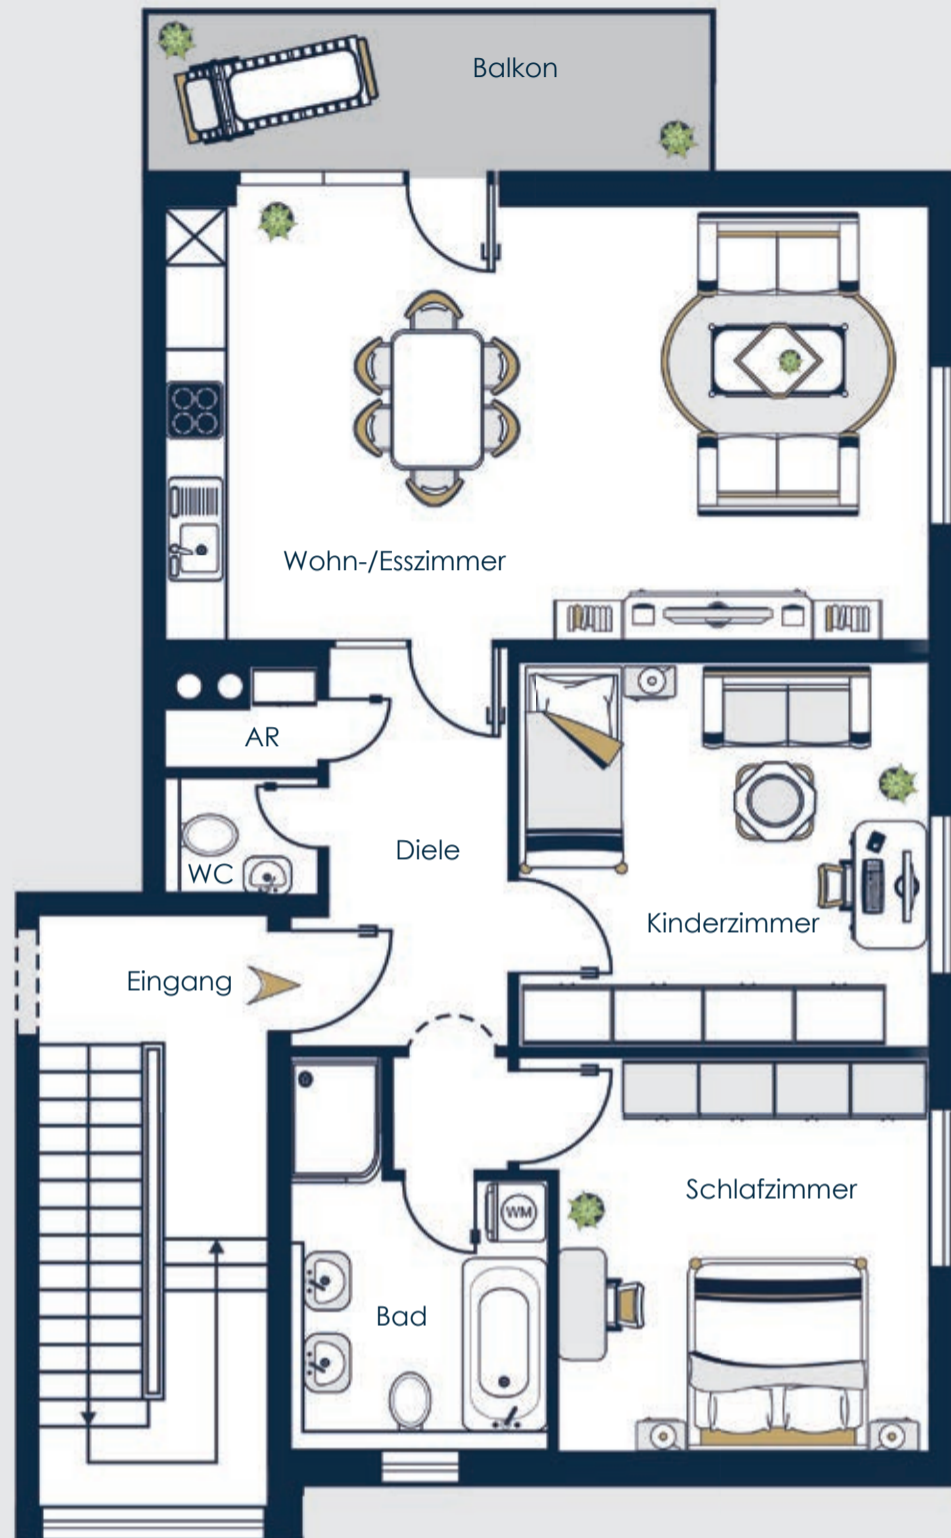 Balkon
Wohn-/Esszimmer
AR
WC
Diele
Kinderzimmer
Eingang
Schlafzimmer
WM
Bad